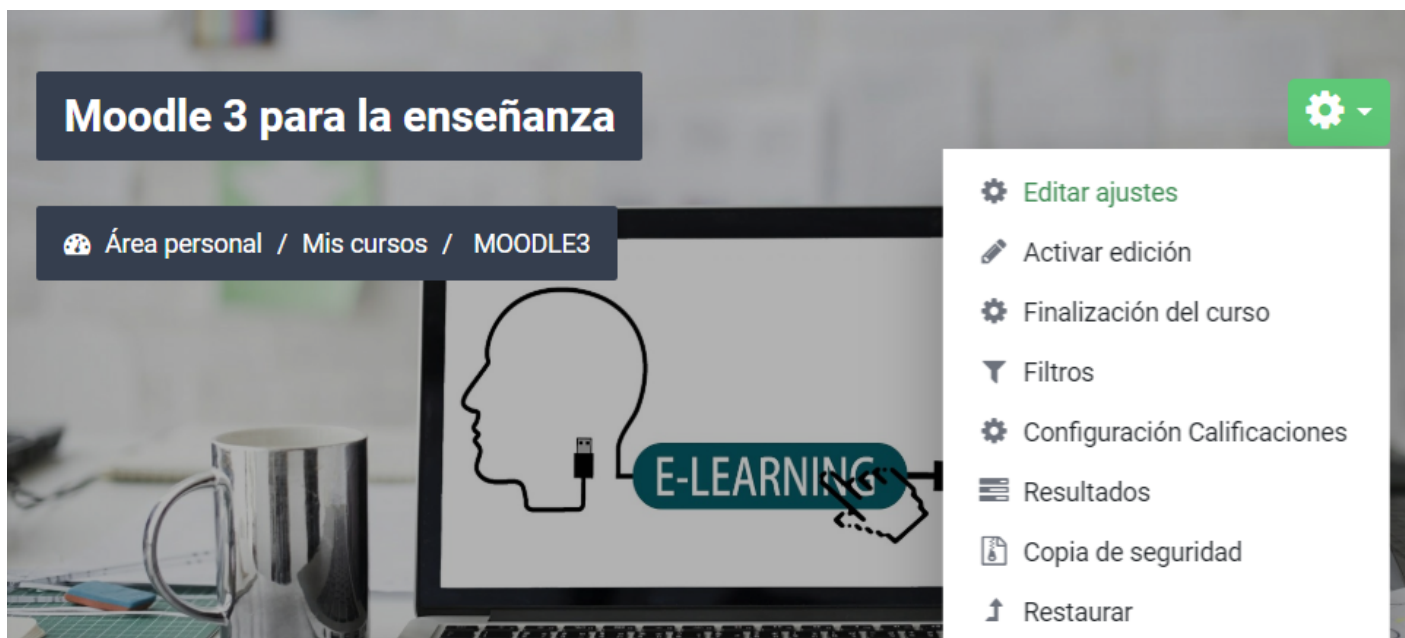 Moodle 3 para la enseñanza
Área personal / Mis cursos / MOODLE3
Editar ajustes
Activar edición
Finalización del curso
Filtros
Configuración Calificaciones
Resultados
Copia de seguridad
Restaurar
E-LEARNING